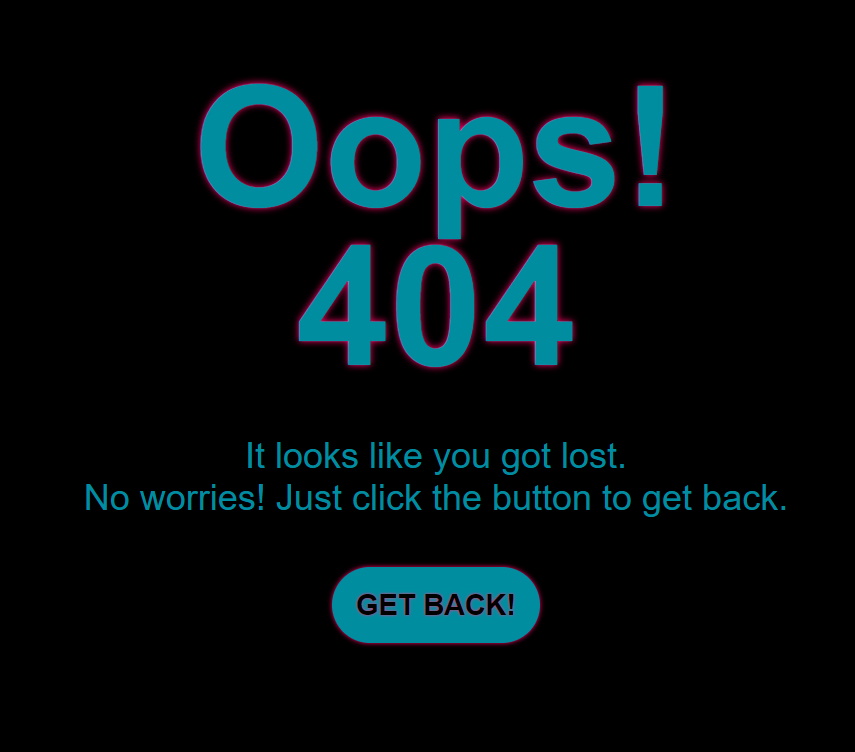 Oops!
404
It looks like you got lost.
No worries! Just click the button to get back.
GET BACK!